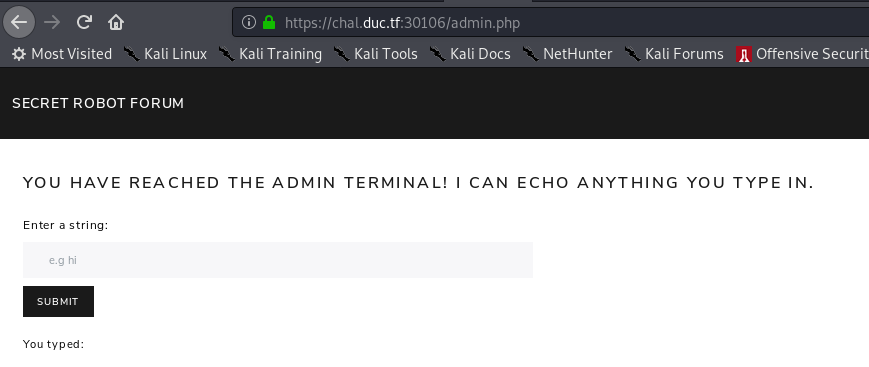 https://chal.duc.tf:30106/admin.php
Most Visited Kali Linux Kali Training Kali Tools Kali Docs NetHunter Kali Forums Offensive Securit
SECRET ROBOT FORUM
YOU HAVE REACHED THE ADMIN TERMINAL! I CAN ECHO ANYTHING YOU TYPE IN.
Enter a string:
e.g hi
SUBMIT
You typed: